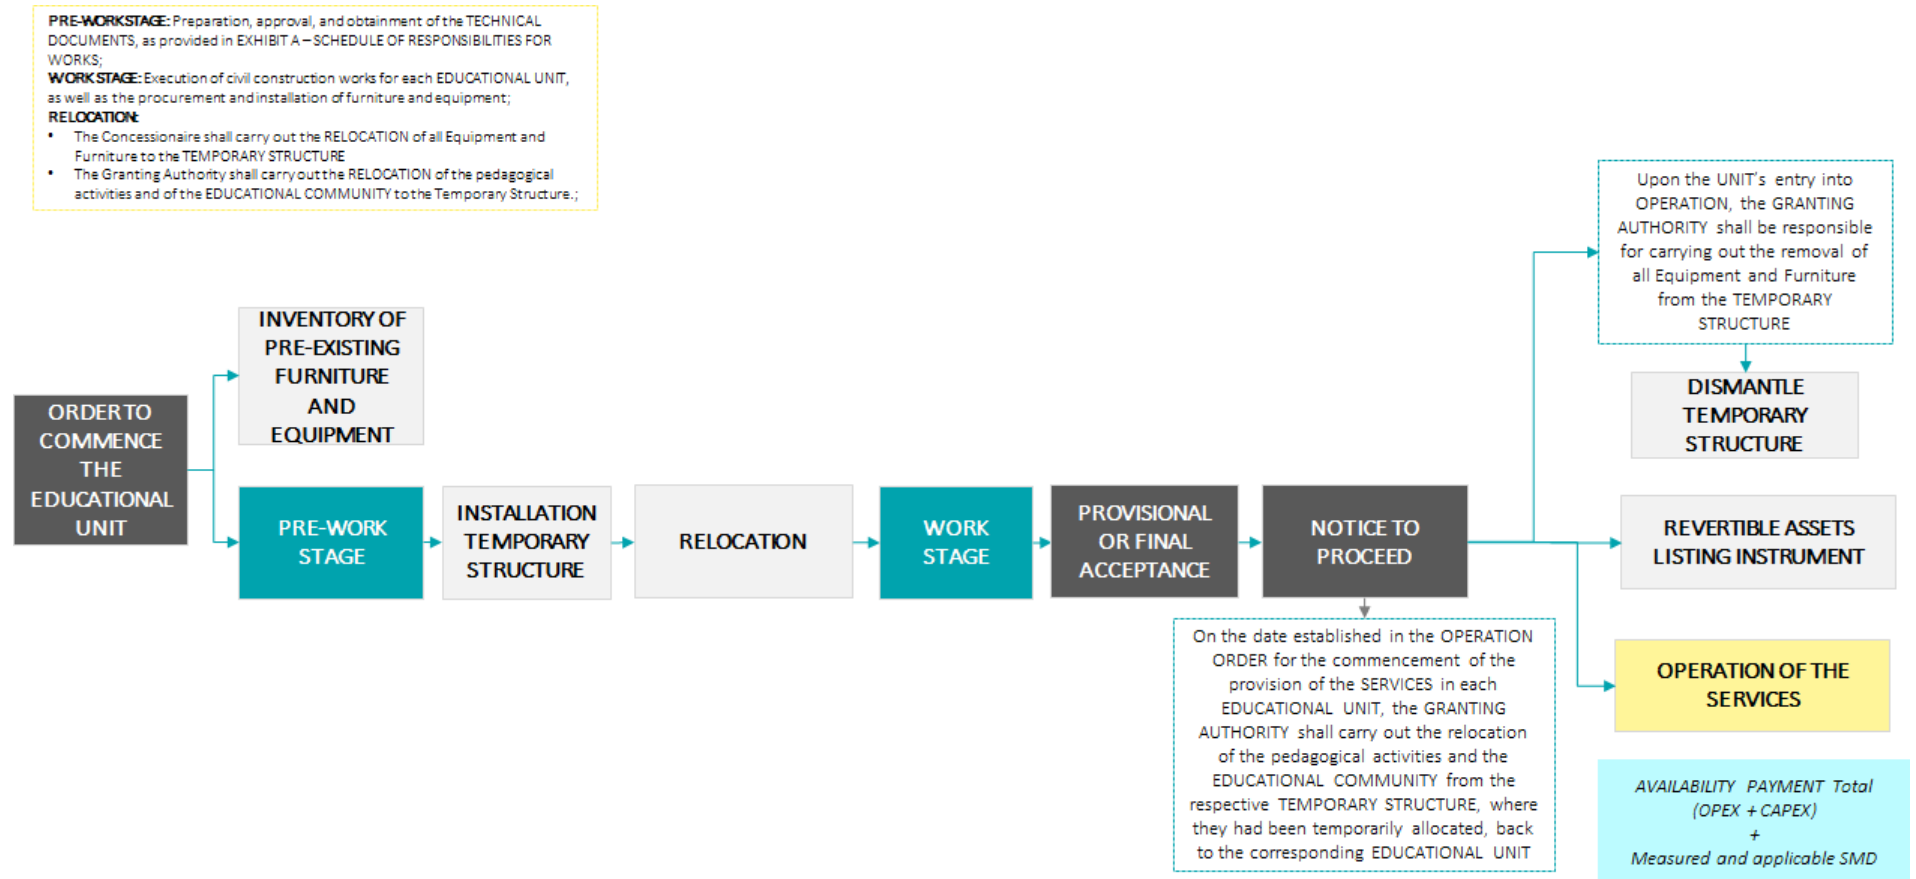 PRE-WORKSTAGE: Preparation, approval, and obtainment of the TECHNICAL
DOCUMENTS, as provided in EXHIBIT A – SCHEDULE OF RESPONSIBILITIES FOR
WORKS;
WORK STAGE: Execution of civil construction works for each EDUCATIONAL UNIT,
as well as the procurement and installation of furniture and equipment;
RELOCATION:
• The Concessionaire shall carry out the RELOCATION of all Equipment and
Furniture to the TEMPORARY STRUCTURE
• The Granting Authority shall carry out the RELOCATION of the pedagogical
activities and of the EDUCATIONAL COMMUNITY to the Temporary Structure.;
ORDER TO
COMMENCE
THE
EDUCATIONAL
UNIT
INVENTORY OF
PRE-EXISTING
FURNITURE
AND
EQUIPMENT
PRE-WORK
STAGE
INSTALLATION
TEMPORARY
STRUCTURE
RELOCATION
WORK
STAGE
PROVISIONAL
OR FINAL
ACCEPTANCE
NOTICE TO
PROCEED
On the date established in the OPERATION
ORDER for the commencement of the
provision of the SERVICES in each
EDUCATIONAL UNIT, the GRANTING
AUTHORITY shall carry out the relocation
of the pedagogical activities and the
EDUCATIONAL COMMUNITY from the
respective TEMPORARY STRUCTURE, where
they had been temporarily allocated, back
to the corresponding EDUCATIONAL UNIT
Upon the UNIT's entry into
OPERATION, the GRANTING
AUTHORITY shall be responsible
for carrying out the removal of
all Equipment and Furniture
from the TEMPORARY
STRUCTURE
DISMANTLE
TEMPORARY
STRUCTURE
REVERTIBLE ASSETS
LISTING INSTRUMENT
OPERATION OF THE
SERVICES
AVAILABILITY PAYMENT Total
(OPEX + CAPEX)
+
Measured and applicable SMD